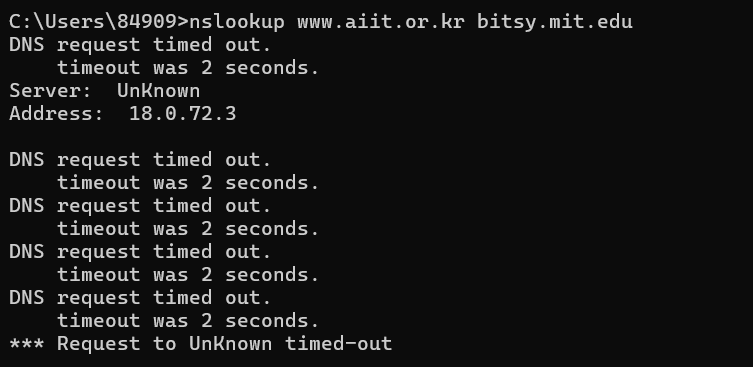 C:\Users\84909>nslookup www.aiit.or.kr bitsy.mit.edu
DNS request timed out.
    timeout was 2 seconds.
Server:  UnKnown
Address:  18.0.72.3

DNS request timed out.
    timeout was 2 seconds.
DNS request timed out.
    timeout was 2 seconds.
DNS request timed out.
    timeout was 2 seconds.
DNS request timed out.
    timeout was 2 seconds.
*** Request to UnKnown timed-out